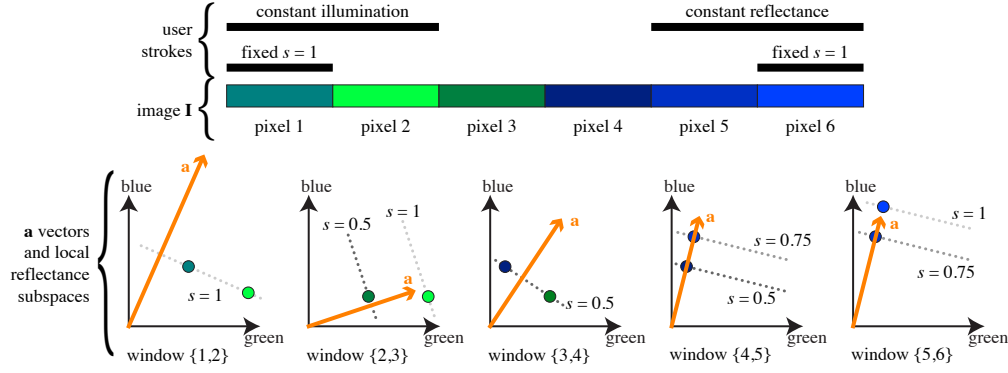 constant illumination
constant reflectance
user
strokes
fixed s = 1
fixed s = 1
image I
pixel 1
pixel 2
pixel 3
pixel 4
pixel 5
pixel 6
a vectors
and local
reflectance
subspaces
blue
a
s = 1
green
window {1,2}
blue
s = 0.5
s = 1
a
green
window {2,3}
blue
a
s = 0.5
green
window {3,4}
blue
a
s = 0.75
s = 0.5
green
window {4,5}
blue
a
s = 1
s = 0.75
green
window {5,6}